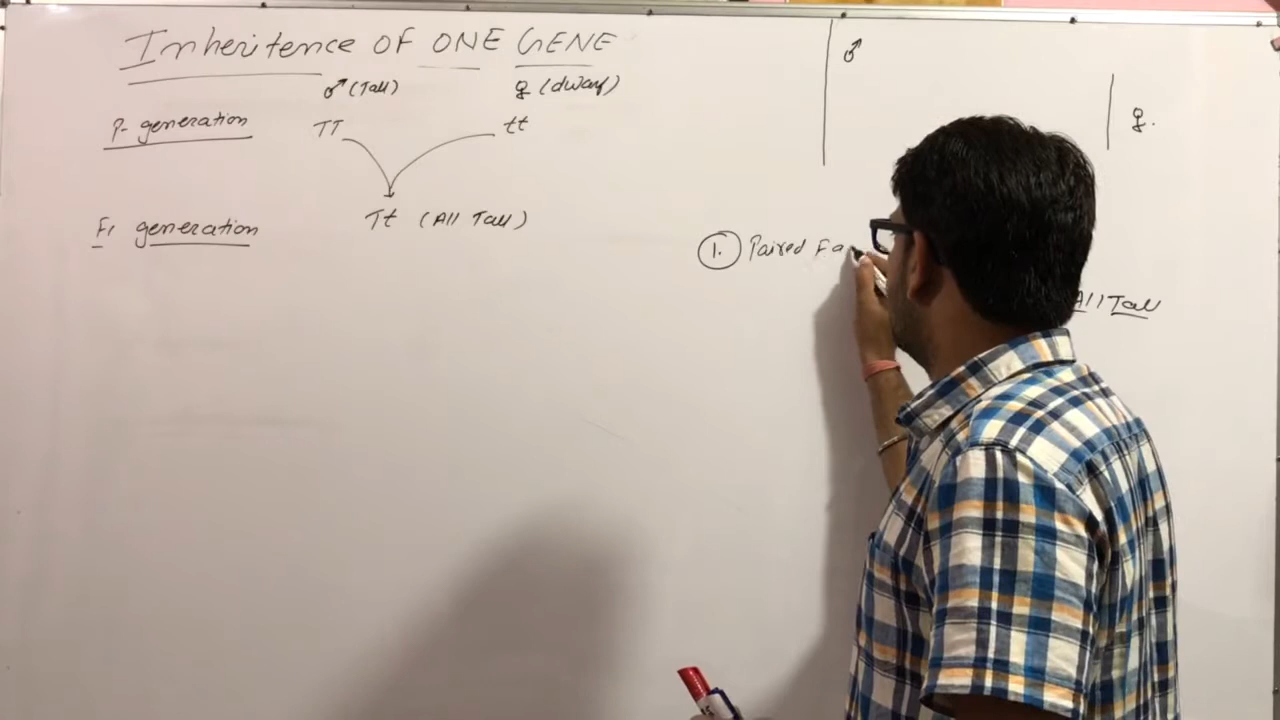 Inheritence OF ONE GENE
♂ (Tall) ♀ (dwarf)
P- generation TT tt
F1 generation Tt (All Tall)
♂
♀.
1. Paired Fa
All Tall